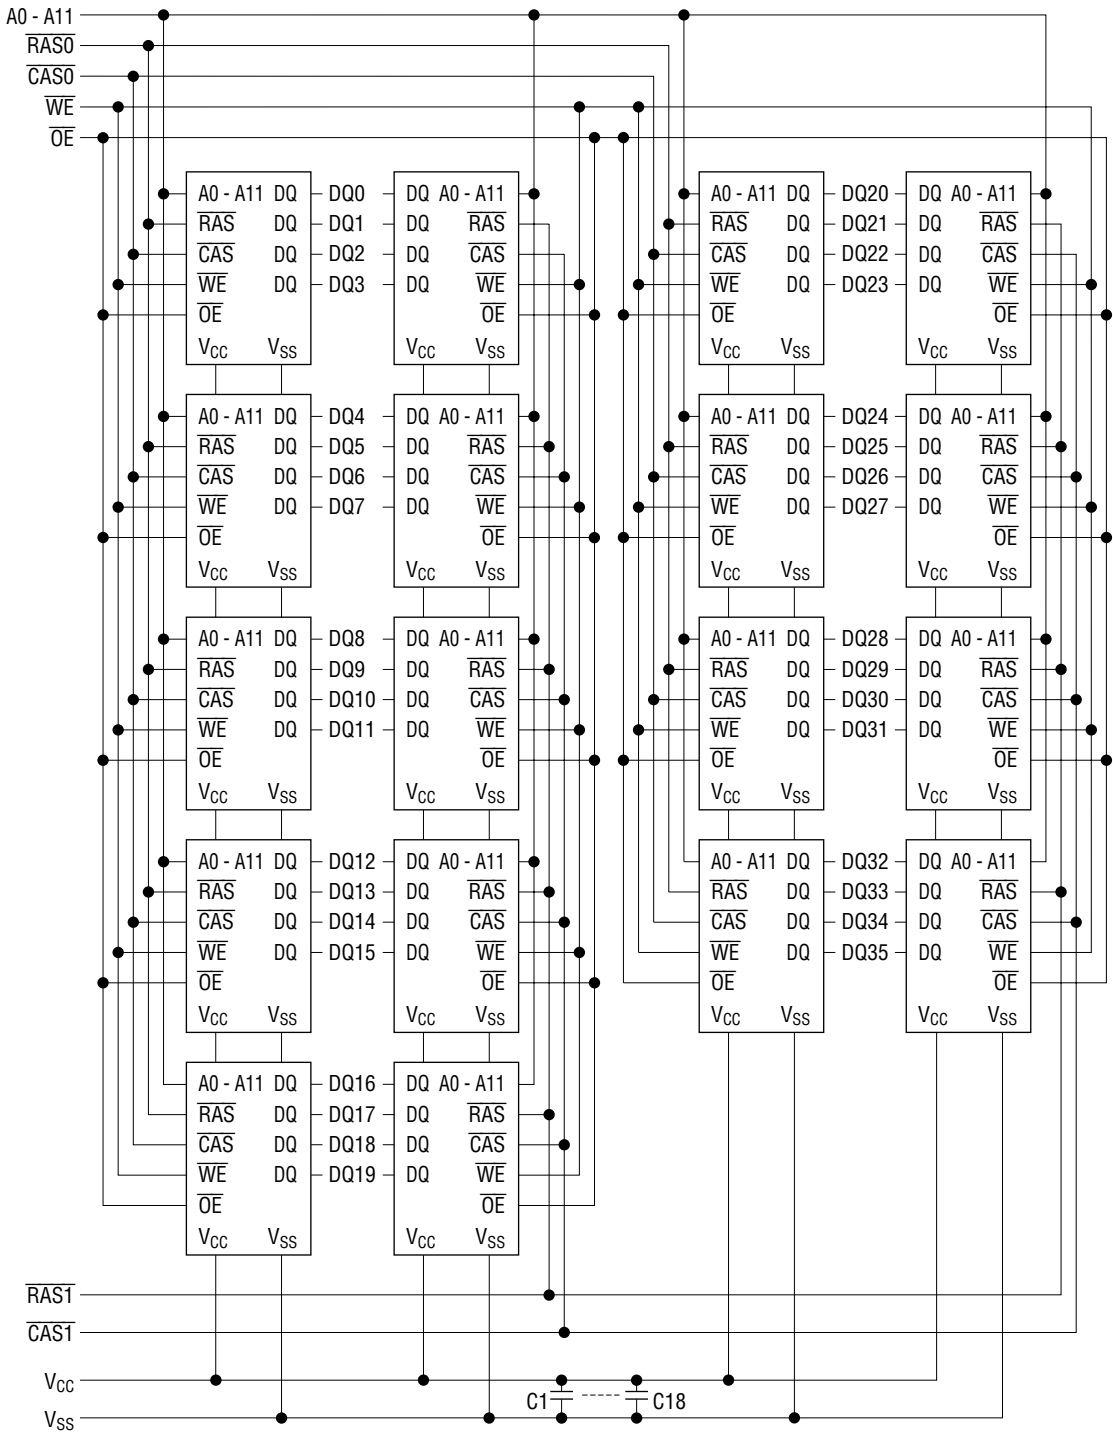 A0 - A11
RAS0
CAS0
WE
OE
A0 - A11 DQ DQ0 DQ A0 - A11 A0 - A11 DQ DQ20 DQ A0 - A11
RAS DQ DQ1 DQ RAS RAS DQ DQ21 DQ RAS
CAS DQ DQ2 DQ CAS CAS DQ DQ22 DQ CAS
WE DQ DQ3 DQ WE WE DQ DQ23 DQ WE
OE OE OE OE
VCC VSS VCC VSS VCC VSS VCC VSS
A0 - A11 DQ DQ4 DQ A0 - A11 A0 - A11 DQ DQ24 DQ A0 - A11
RAS DQ DQ5 DQ RAS RAS DQ DQ25 DQ RAS
CAS DQ DQ6 DQ CAS CAS DQ DQ26 DQ CAS
WE DQ DQ7 DQ WE WE DQ DQ27 DQ WE
OE OE OE OE
VCC VSS VCC VSS VCC VSS VCC VSS
A0 - A11 DQ DQ8 DQ A0 - A11 A0 - A11 DQ DQ28 DQ A0 - A11
RAS DQ DQ9 DQ RAS RAS DQ DQ29 DQ RAS
CAS DQ DQ10 DQ CAS CAS DQ DQ30 DQ CAS
WE DQ DQ11 DQ WE WE DQ DQ31 DQ WE
OE OE OE OE
VCC VSS VCC VSS VCC VSS VCC VSS
A0 - A11 DQ DQ12 DQ A0 - A11 A0 - A11 DQ DQ32 DQ A0 - A11
RAS DQ DQ13 DQ RAS RAS DQ DQ33 DQ RAS
CAS DQ DQ14 DQ CAS CAS DQ DQ34 DQ CAS
WE DQ DQ15 DQ WE WE DQ DQ35 DQ WE
OE OE OE OE
VCC VSS VCC VSS VCC VSS VCC VSS
A0 - A11 DQ DQ16 DQ A0 - A11
RAS DQ DQ17 DQ RAS
CAS DQ DQ18 DQ CAS
WE DQ DQ19 DQ WE
OE OE
VCC VSS VCC VSS
RAS1
CAS1
VCC
C1 C18
VSS